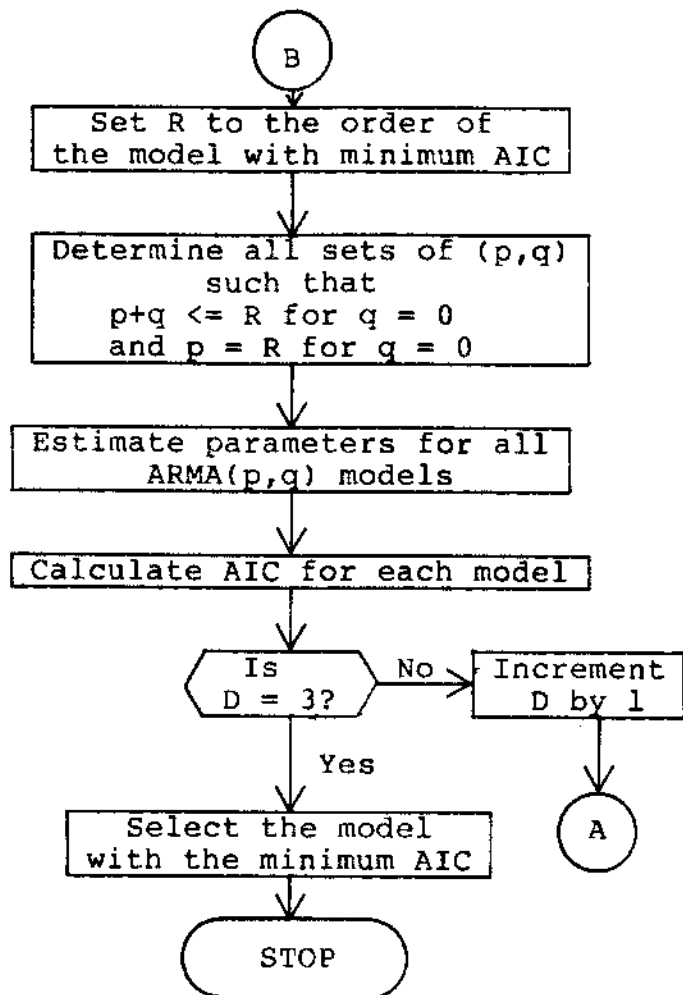 B
Set R to the order of
the model with minimum AIC
Determine all sets of (p,q)
such that
p+q <= R for q = 0
and p = R for q = 0
Estimate parameters for all
ARMA(p,q) models
Calculate AIC for each model
Is
D = 3?
No
Increment
D by 1
Yes
A
Select the model
with the minimum AIC
STOP